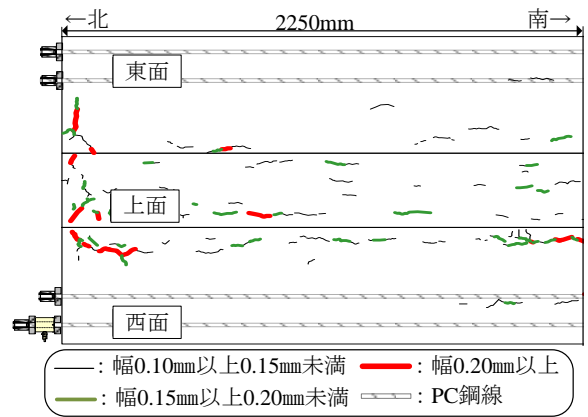 ←北 2250mm 南→
東面
上面
西面
: 幅0.10㎜以上0.15㎜未満 : 幅0.20㎜以上
: 幅0.15㎜以上0.20㎜未満 : PC鋼線